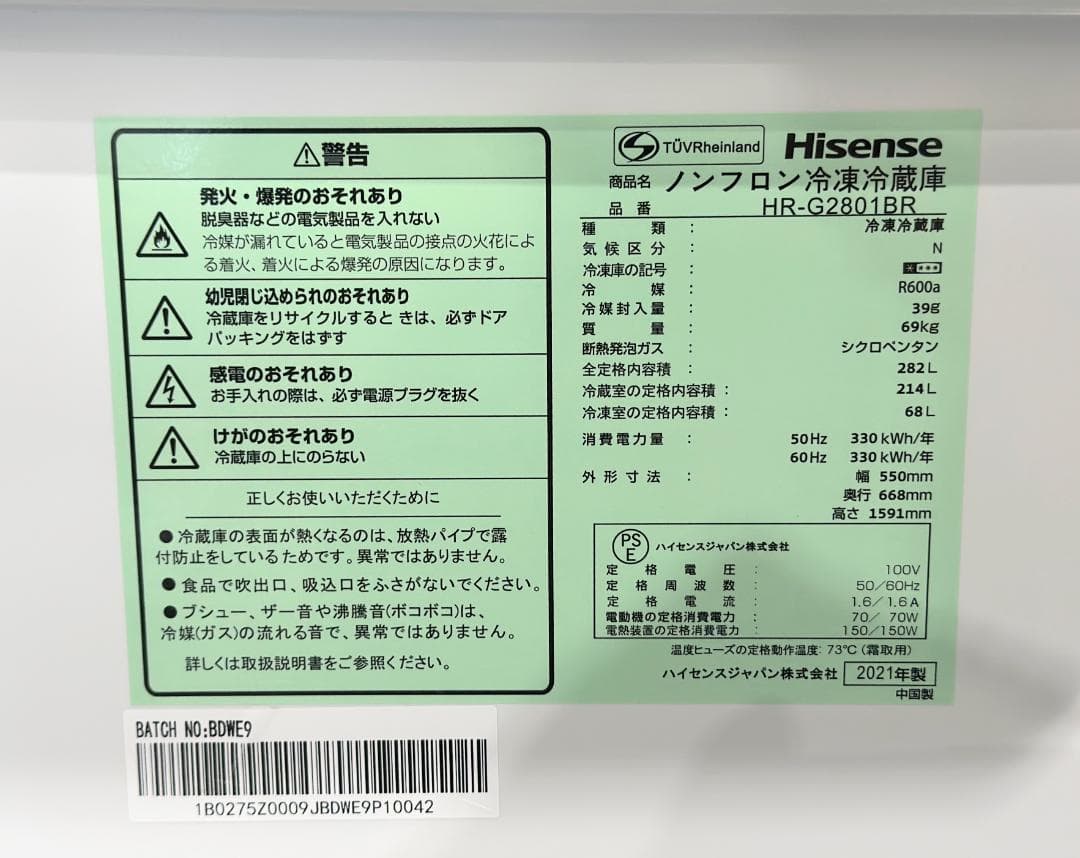 ⚠警告
発火・爆発のおそれあり
脱臭器などの電気製品を入れない
冷媒が漏れていると電気製品の接点の火花によ
る着火、着火による爆発の原因になります。
幼児閉じ込められのおそれあり
冷蔵庫をリサイクルすると きは、必ずドア
パッキングをはずす
感電のおそれあり
お手入れの際は、必ず電源プラグを抜く
けがのおそれあり
冷蔵庫の上にのらない
正しくお使いいただくために
●冷蔵庫の表面が熱くなるのは、放熱パイプで露
付防止をしているためです。異常ではありません。
●食品で吹出口、吸込口をふさがないでください。
●ブシュー、ザー音や沸騰音(ボコボコ)は、
冷媒(ガス)の流れる音で、異常ではありません。
詳しくは取扱説明書をご参照ください。
TÜVRheinland Hisense
商品名 ノンフロン冷凍冷蔵庫
品番 HR-G2801BR
種類: 冷凍冷蔵庫
気候区分: N
冷凍庫の記号:
冷媒: R600a
冷媒封入量: 39g
質量: 69kg
断熱発泡ガス: シクロペンタン
全定格内容積: 282L
冷蔵室の定格内容積: 214L
冷凍室の定格内容積: 68L
消費電力量: 50Hz 330kWh/年
60Hz 330kWh/年
外形寸法: 幅 550mm
奥行 668mm
高さ 1591mm
PSE ハイセンスジャパン株式会社
定格電圧: 100V
定格周波数: 50/60Hz
定格電流: 1.6/1.6A
電動機の定格消費電力: 70/70W
電熱装置の定格消費電力: 150/150W
温度ヒューズの定格動作温度: 73℃(霜取用)
ハイセンスジャパン株式会社 2021年製
中国製
BATCH NO:BDWE9
1B0275Z0009JBDWE9P10042